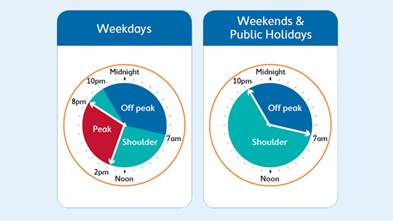 Weekdays
Midnight
10pm
8pm
Off peak
Peak
Shoulder
7am
2pm
Noon
Weekends &
Public Holidays
Midnight
10pm
Off peak
Shoulder
7am
Noon